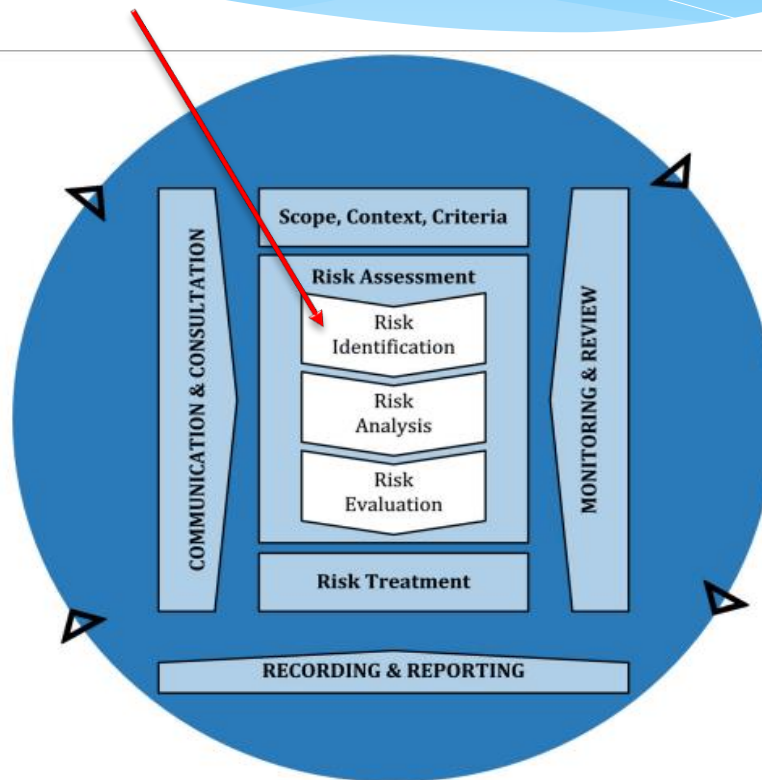 Scope, Context, Criteria
COMMUNICATION & CONSULTATION
Risk Assessment
Risk
Identification
Risk
Analysis
Risk
Evaluation
MONITORING & REVIEW
Risk Treatment
RECORDING & REPORTING